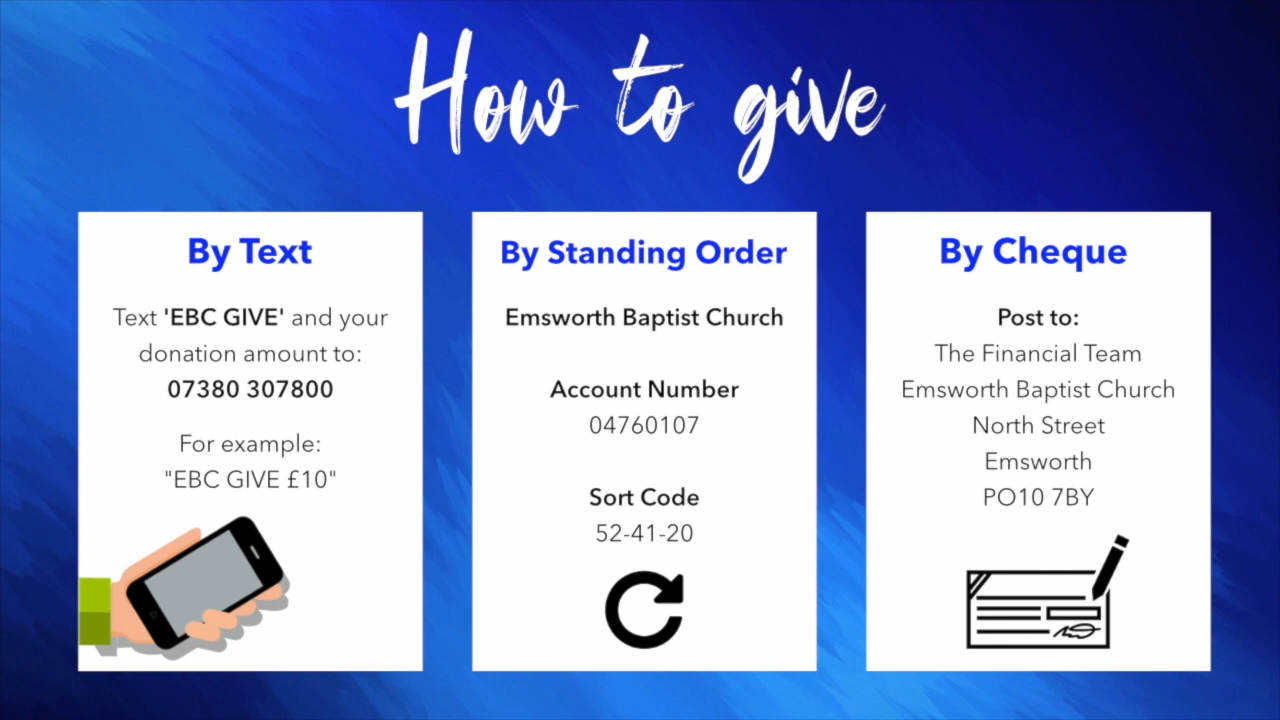 How to give
By Text
Text 'EBC GIVE' and your
donation amount to:
07380 307800
For example:
"EBC GIVE £10"
By Standing Order
Emsworth Baptist Church
Account Number
04760107
Sort Code
52-41-20
By Cheque
Post to:
The Financial Team
Emsworth Baptist Church
North Street
Emsworth
PO10 7BY